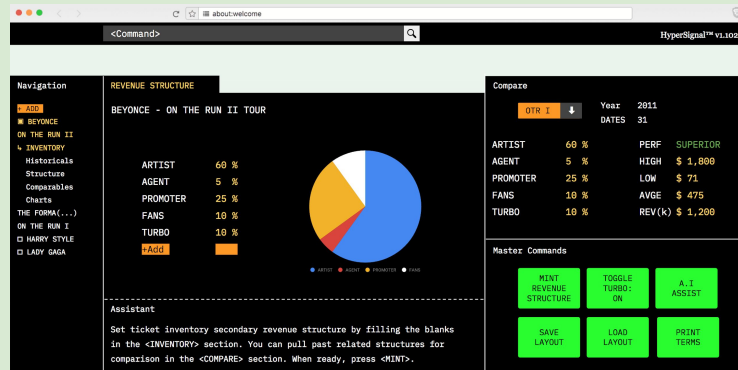 about:welcome
<Command>
HyperSignal™ v1.102
Navigation
+ ADD
BEYONCE
ON THE RUN II
↳ INVENTORY
Historicals
Structure
Comparables
Charts
THE FORMA(...)
ON THE RUN I
HARRY STYLE
LADY GAGA
REVENUE STRUCTURE
BEYONCE - ON THE RUN II TOUR
ARTIST 60 %
AGENT 5 %
PROMOTER 25 %
FANS 10 %
TURBO 10 %
+Add
ARTIST AGENT PROMOTER FANS
Assistant
Set ticket inventory secondary revenue structure by filling the blanks
in the <INVENTORY> section. You can pull past related structures for
comparison in the <COMPARE> section. When ready, press <MINT>.
Compare
OTR I
Year 2011
DATES 31
ARTIST 60 % PERF SUPERIOR
AGENT 5 % HIGH $ 1,800
PROMOTER 25 % LOW $ 71
FANS 10 % AVGE $ 475
TURBO 10 % REV(k) $ 1,200
Master Commands
MINT
REVENUE
STRUCTURE
TOGGLE
TURBO:
ON
A.I
ASSIST
SAVE
LAYOUT
LOAD
LAYOUT
PRINT
TERMS